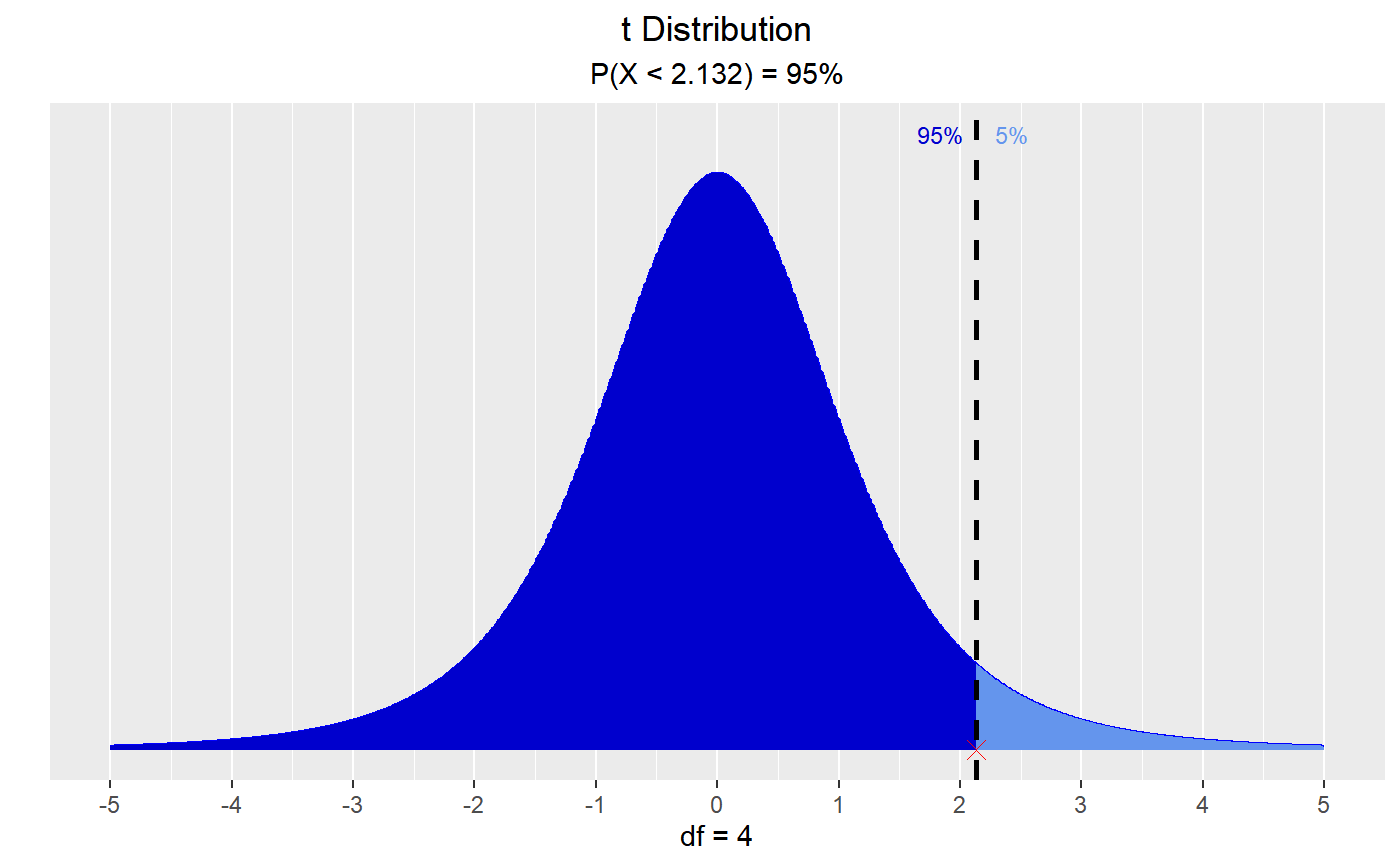 t Distribution
P(X < 2.132) = 95%
95% 5%
-5 -4 -3 -2 -1 0 1 2 3 4 5
df = 4